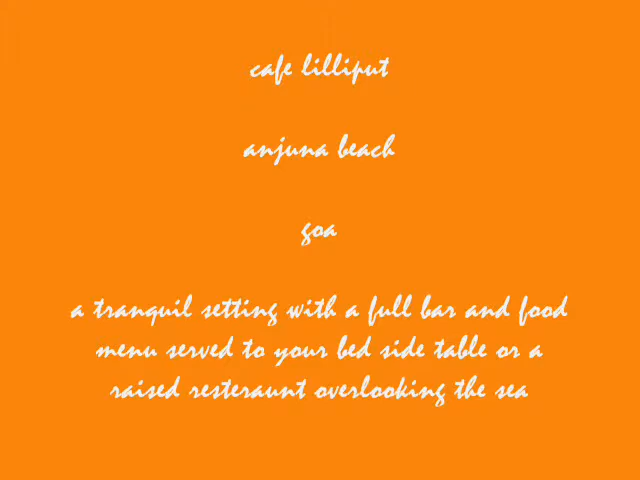 cafe lilliput
anjuna beach
goa
a tranquil setting with a full bar and food
menu served to your bed side table or a
raised resteraunt overlooking the sea